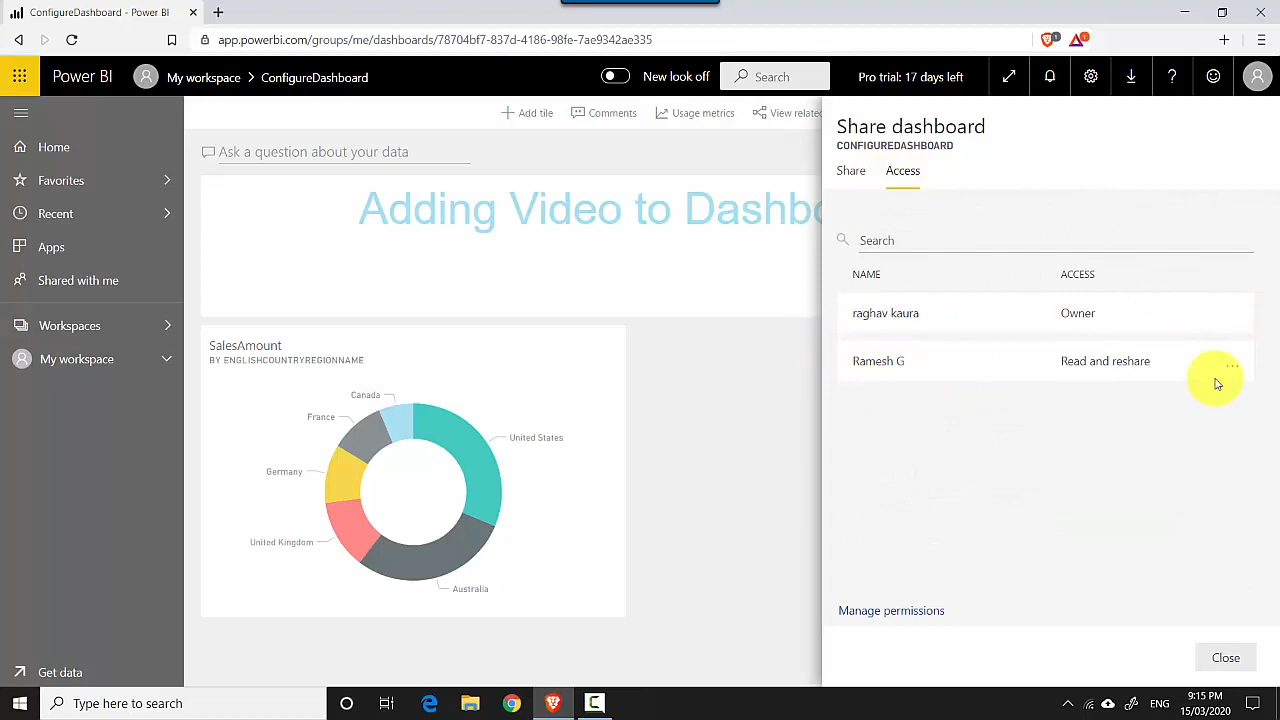 ConfigureDashboard - Power BI
app.powerbi.com/groups/me/dashboards/78704bf7-837d-4186-98fe-7ae9342ae335
1
1
Power BI
My workspace > ConfigureDashboard
New look off
Search
Pro trial: 17 days left
Home
Favorites
Recent
Apps
Shared with me
Workspaces
My workspace
Get data
Add tile
Comments
Usage metrics
View related
Ask a question about your data
Adding Video to Dashbo
SalesAmount
BY ENGLISHCOUNTRYREGIONNAME
Canada
France
United States
Germany
United Kingdom
Australia
Share dashboard
CONFIGUREDASHBOARD
Share
Access
Search
NAME ACCESS
raghav kaura Owner
Ramesh G Read and reshare ...
Manage permissions
Close
Type here to search
ENG
9:15 PM
15/03/2020